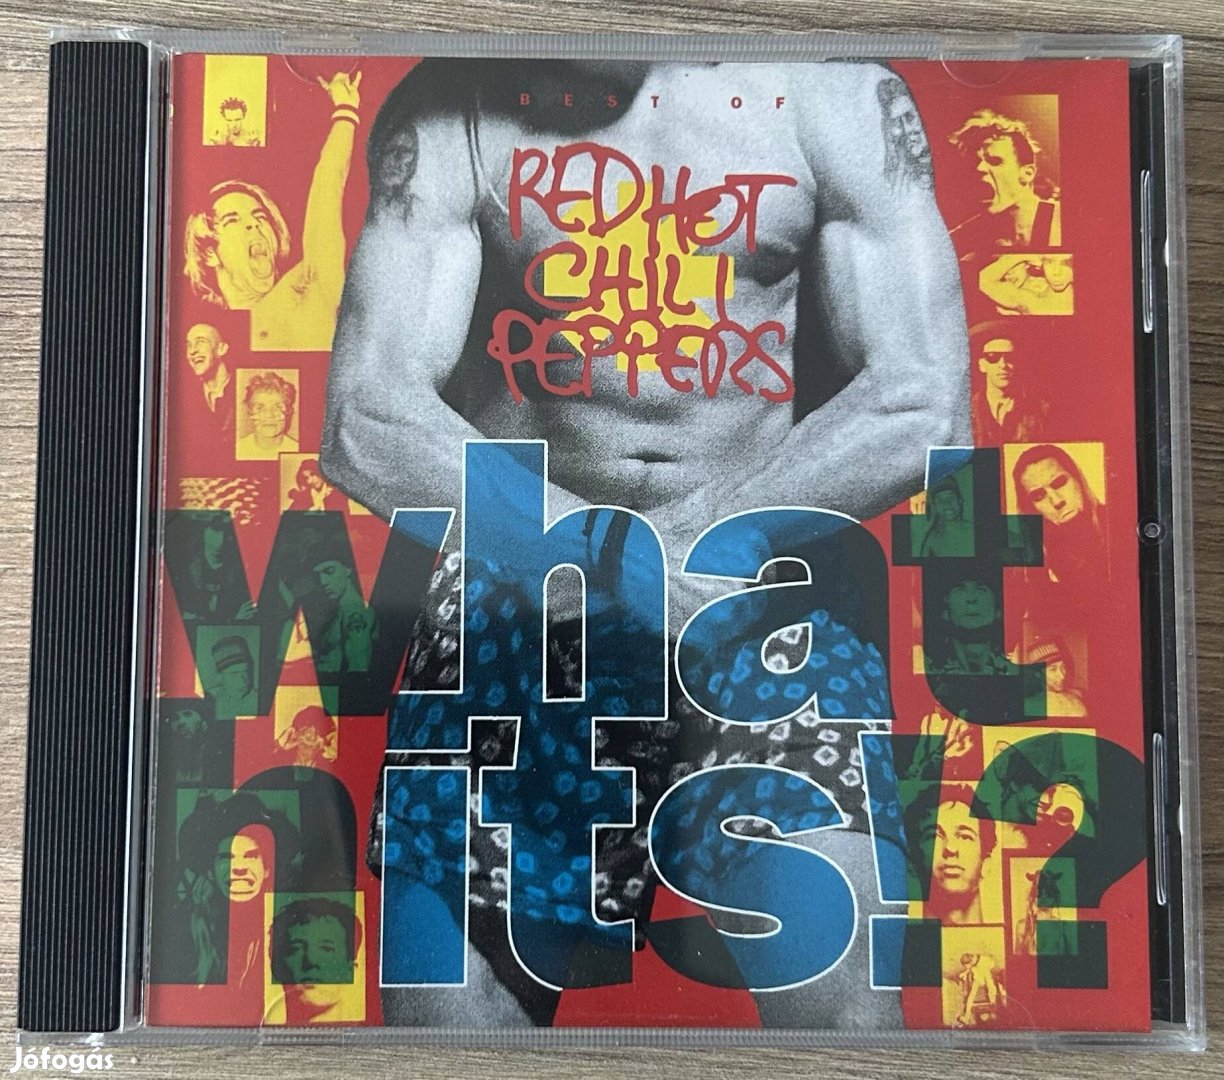 BEST OF
RED HOT
CHILI
PEPPERS
what
hits!?
Jófogás